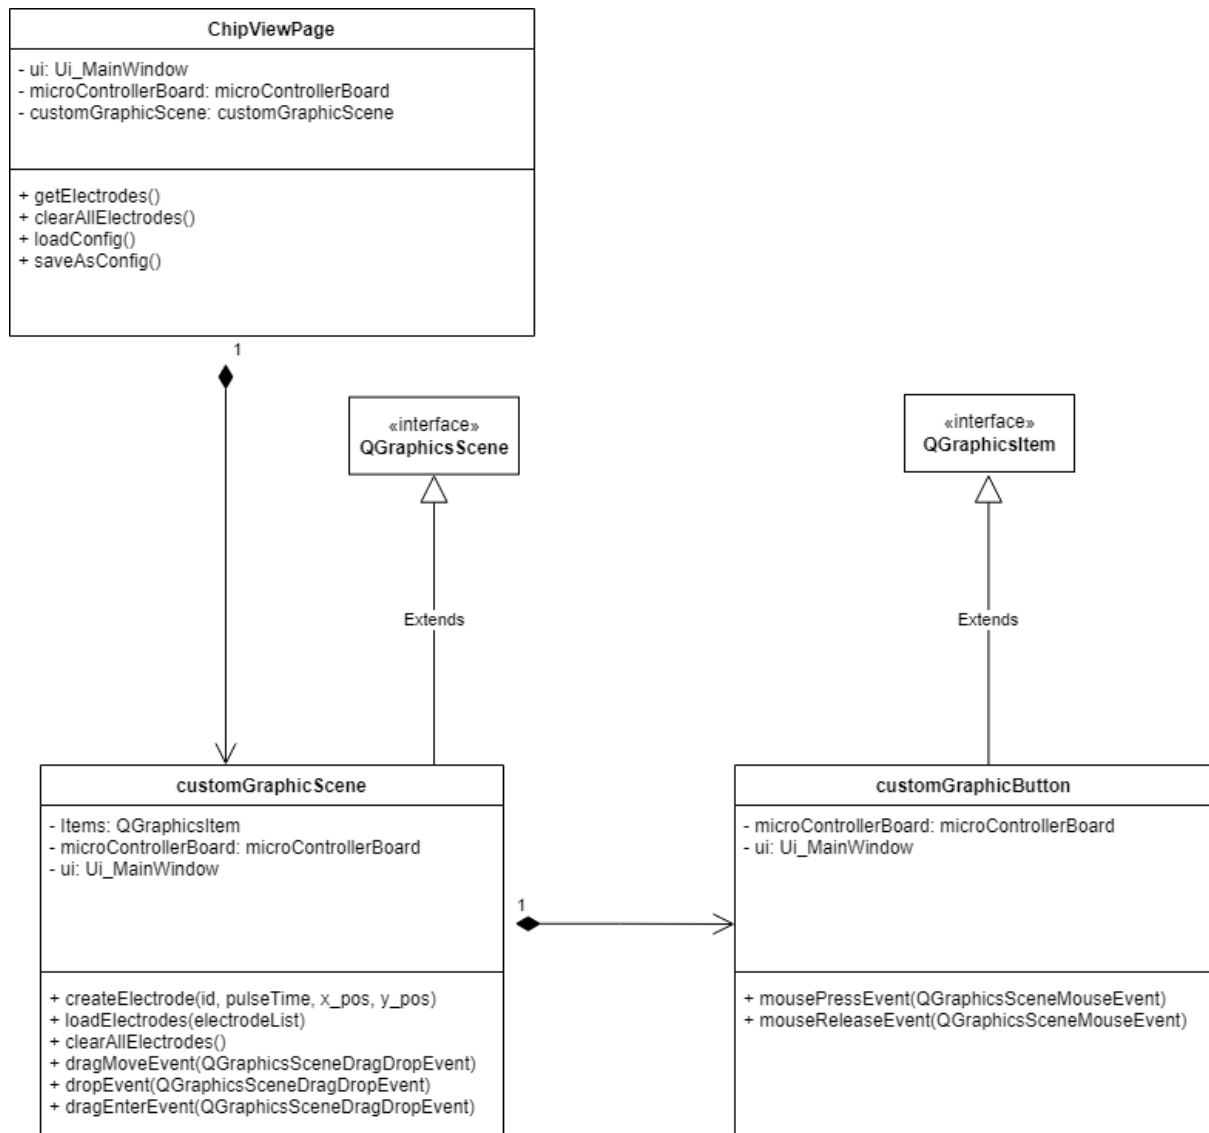 ChipViewPage
- ui: Ui_MainWindow
- microControllerBoard: microControllerBoard
- customGraphicScene: customGraphicScene
+ getElectrodes()
+ clearAllElectrodes()
+ loadConfig()
+ saveAsConfig()
1
«interface»
QGraphicsScene
«interface»
QGraphicsItem
Extends
Extends
customGraphicScene
- Items: QGraphicsItem
- microControllerBoard: microControllerBoard
- ui: Ui_MainWindow
+ createElectrode(id, pulseTime, x_pos, y_pos)
+ loadElectrodes(electrodeList)
+ clearAllElectrodes()
+ dragMoveEvent(QGraphicsSceneDragDropEvent)
+ dropEvent(QGraphicsSceneDragDropEvent)
+ dragEnterEvent(QGraphicsSceneDragDropEvent)
1
customGraphicButton
- microControllerBoard: microControllerBoard
- ui: Ui_MainWindow
+ mousePressEvent(QGraphicsSceneMouseEvent)
+ mouseReleaseEvent(QGraphicsSceneMouseEvent)